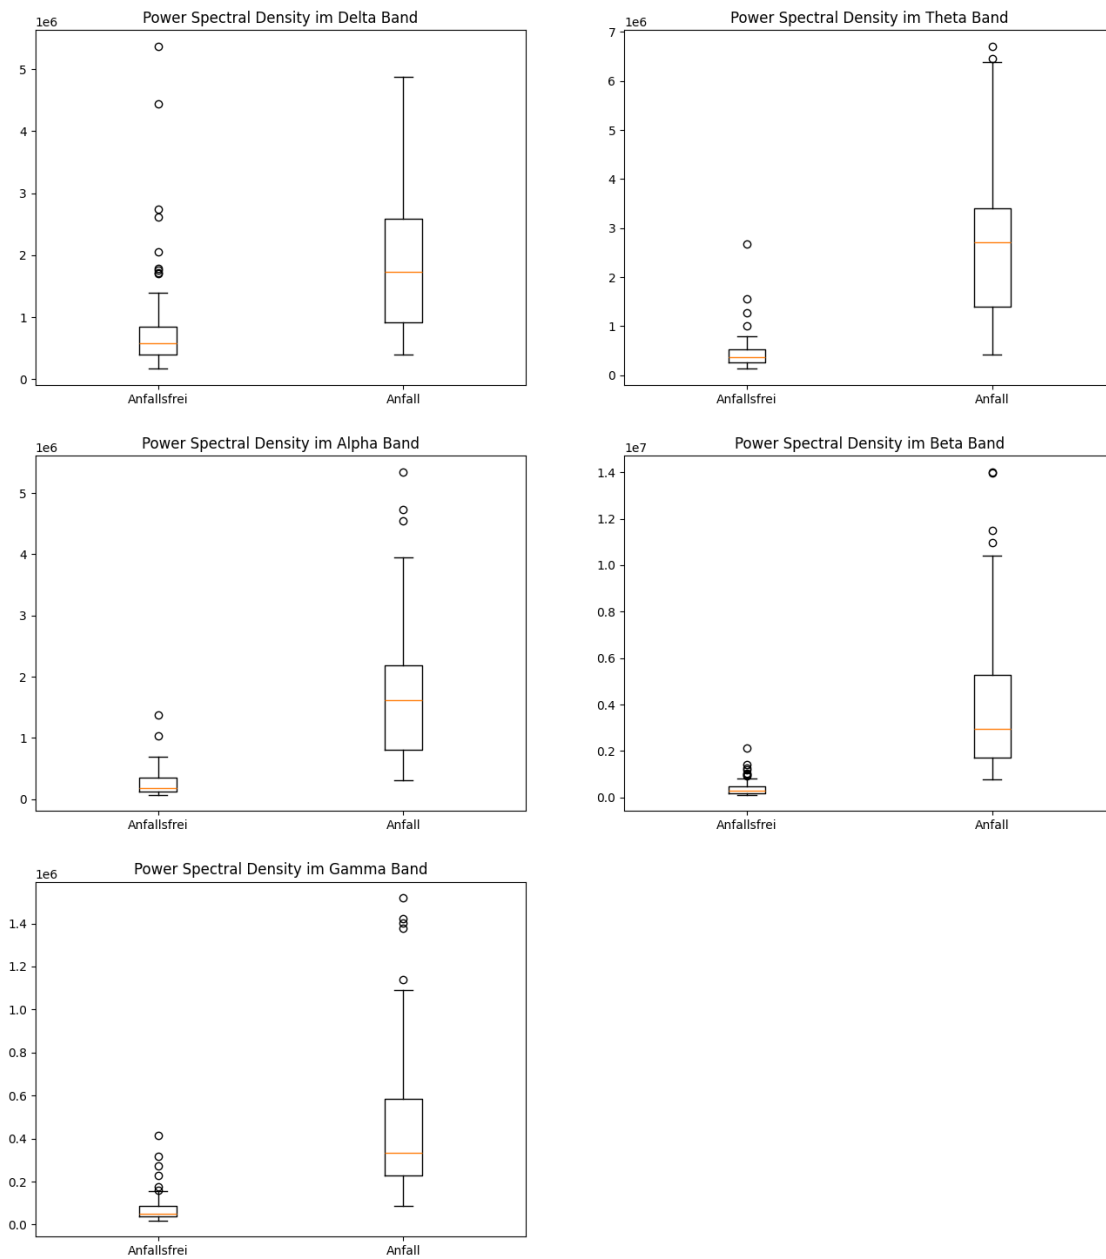 Power Spectral Density im Delta Band
1e6
5
4
3
2
1
0
Anfallsfrei
Anfall
Power Spectral Density im Theta Band
1e6
7
6
5
4
3
2
1
0
Anfallsfrei
Anfall
Power Spectral Density im Alpha Band
1e6
5
4
3
2
1
0
Anfallsfrei
Anfall
Power Spectral Density im Beta Band
1e7
1.4
1.2
1.0
0.8
0.6
0.4
0.2
0.0
Anfallsfrei
Anfall
Power Spectral Density im Gamma Band
1e6
1.4
1.2
1.0
0.8
0.6
0.4
0.2
0.0
Anfallsfrei
Anfall